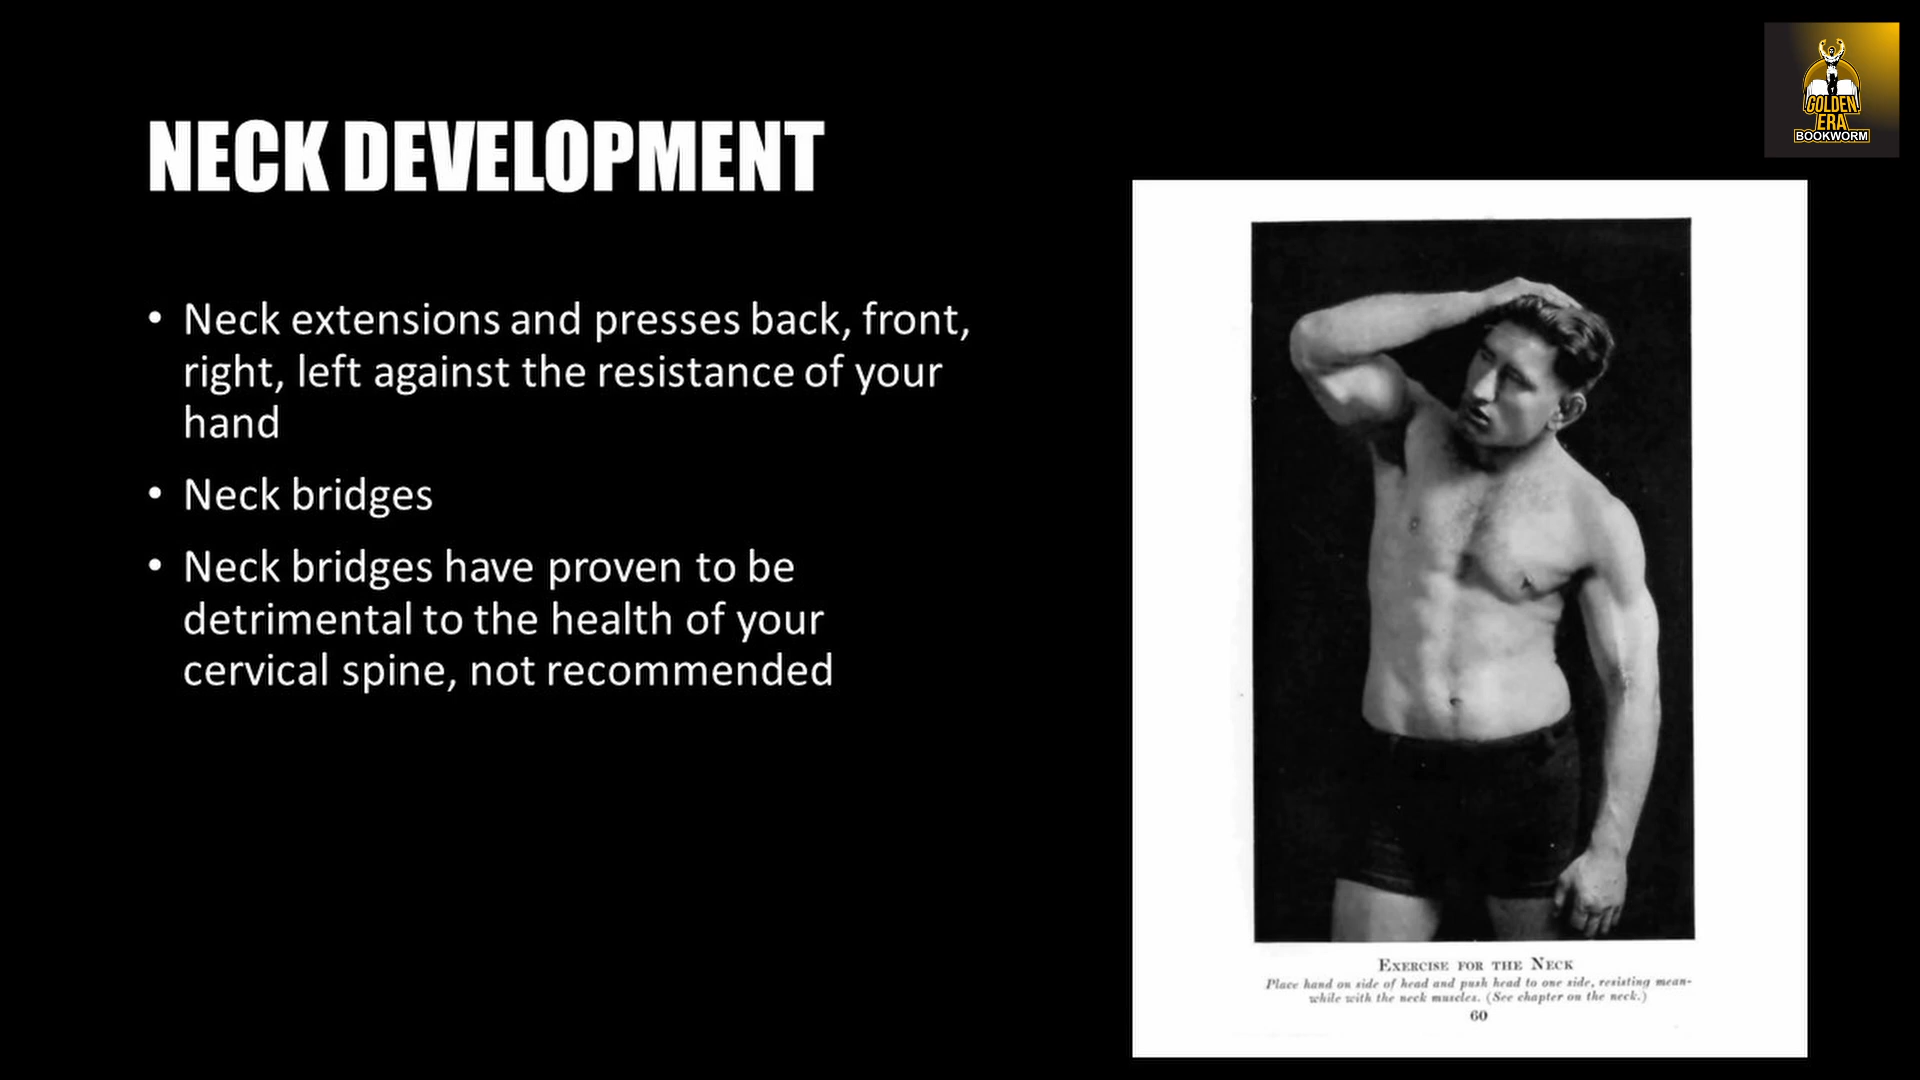 GOLDEN
ERA
BOOKWORM
NECK DEVELOPMENT
• Neck extensions and presses back, front,
right, left against the resistance of your
hand
• Neck bridges
• Neck bridges have proven to be
detrimental to the health of your
cervical spine, not recommended
EXERCISE FOR THE NECK
Place hand on side of head and push head to one side, resisting mean-
while with the neck muscles. (See chapter on the neck.)
60